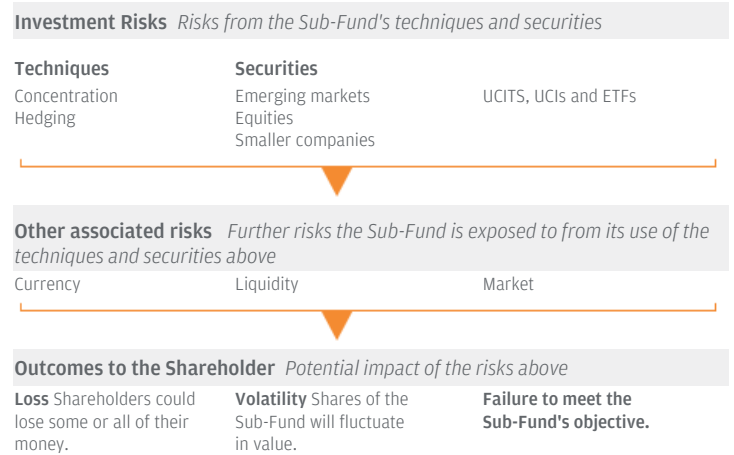 Investment Risks Risks from the Sub-Fund's techniques and securities
Techniques
Concentration
Hedging
Securities
Emerging markets
Equities
Smaller companies
UCITS, UCIs and ETFs
Other associated risks Further risks the Sub-Fund is exposed to from its use of the
techniques and securities above
Currency
Liquidity
Market
Outcomes to the Shareholder Potential impact of the risks above
Loss Shareholders could
lose some or all of their
money.
Volatility Shares of the
Sub-Fund will fluctuate
in value.
Failure to meet the
Sub-Fund's objective.